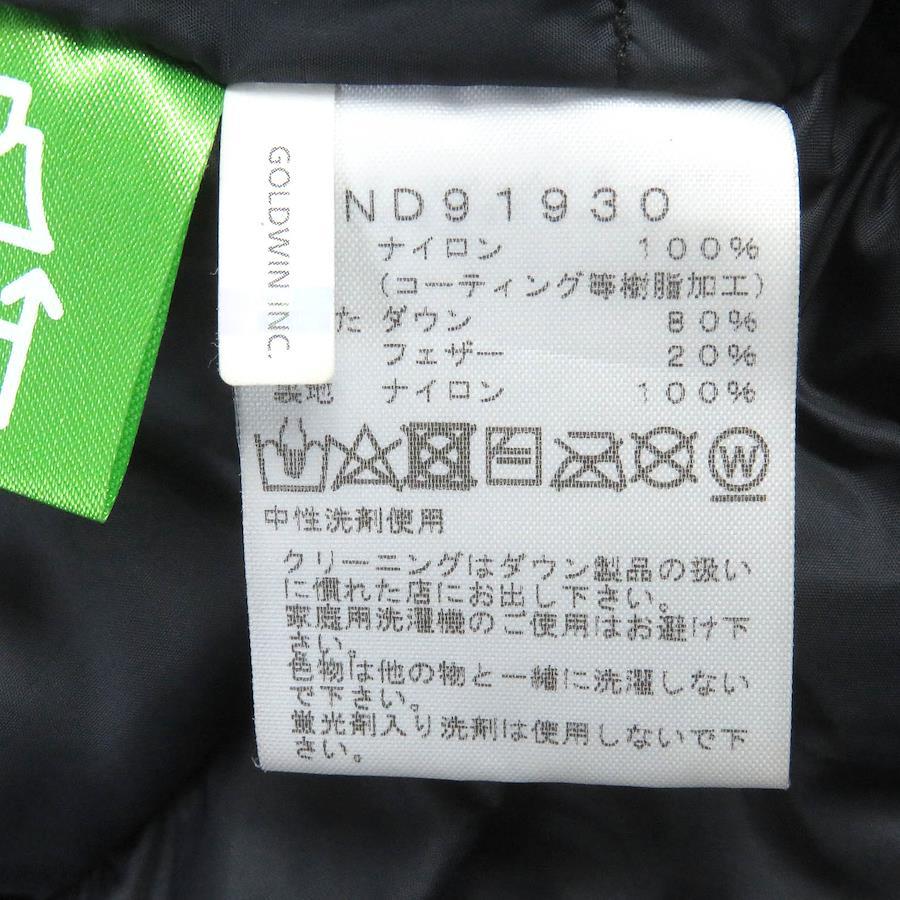 GOLDWIN INC.
ND91930
ナイロン 100%
(コーティング等樹脂加工)
た ダウン 80%
フェザー 20%
裏地 ナイロン 100%
W
中性洗剤使用
クリーニングはダウン製品の扱い
に慣れた店にお出し下さい。
家庭用洗濯機のご使用はお避け下
さい。
色物は他の物と一緒に洗濯しない
で下さい。
蛍光剤入り洗剤は使用しないで下
さい。